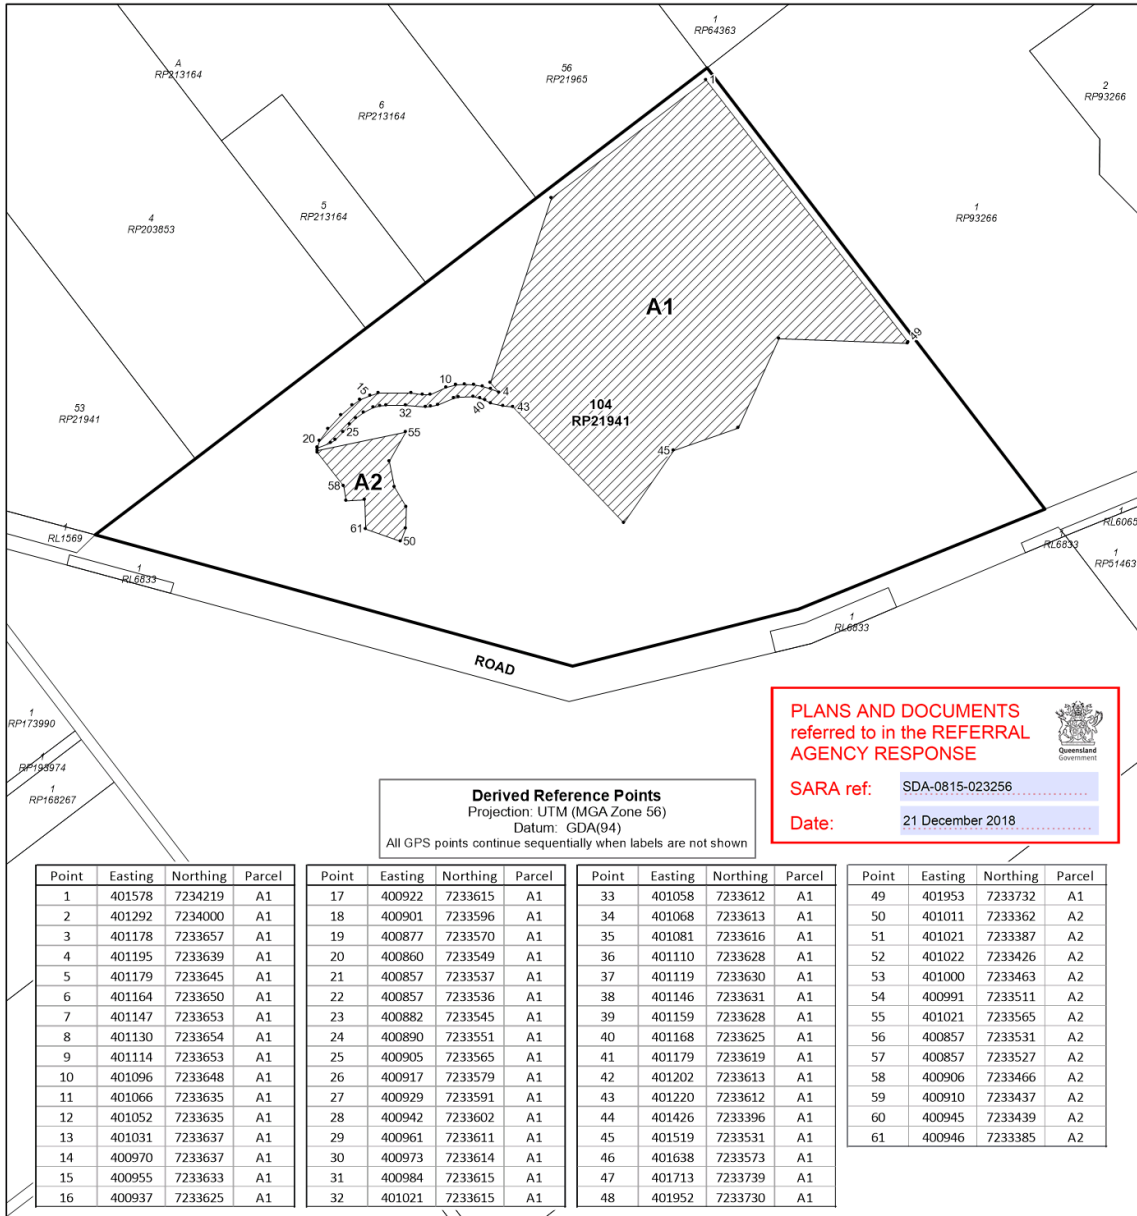 1
RP64363
A
RP213164
56
RP21965
6
RP213164
2
RP93266
1
5
RP213164
4
RP203853
1
RP93266
A1
49
15
10
4
43
40
32
104
RP21941
53
RP21941
20
25
55
45
58
A2
61
50
1
RL1569
1
RL6833
1
RL6065
RL6833
1
RP51463
1
RL6833
ROAD
1
RP173990
1
RP193974
1
RP168267
PLANS AND DOCUMENTS
referred to in the REFERRAL
AGENCY RESPONSE
Queensland
Government
SARA ref: SDA-0815-023256
Date: 21 December 2018
Derived Reference Points
Projection: UTM (MGA Zone 56)
Datum: GDA(94)
All GPS points continue sequentially when labels are not shown
Point Easting Northing Parcel
1 401578 7234219 A1
2 401292 7234000 A1
3 401178 7233657 A1
4 401195 7233639 A1
5 401179 7233645 A1
6 401164 7233650 A1
7 401147 7233653 A1
8 401130 7233654 A1
9 401114 7233653 A1
10 401096 7233648 A1
11 401066 7233635 A1
12 401052 7233635 A1
13 401031 7233637 A1
14 400970 7233637 A1
15 400955 7233633 A1
16 400937 7233625 A1
Point Easting Northing Parcel
17 400922 7233615 A1
18 400901 7233596 A1
19 400877 7233570 A1
20 400860 7233549 A1
21 400857 7233537 A1
22 400857 7233536 A1
23 400882 7233545 A1
24 400890 7233551 A1
25 400905 7233565 A1
26 400917 7233579 A1
27 400929 7233591 A1
28 400942 7233602 A1
29 400961 7233611 A1
30 400973 7233614 A1
31 400984 7233615 A1
32 401021 7233615 A1
Point Easting Northing Parcel
33 401058 7233612 A1
34 401068 7233613 A1
35 401081 7233616 A1
36 401110 7233628 A1
37 401119 7233630 A1
38 401146 7233631 A1
39 401159 7233628 A1
40 401168 7233625 A1
41 401179 7233619 A1
42 401202 7233613 A1
43 401220 7233612 A1
44 401426 7233396 A1
45 401519 7233531 A1
46 401638 7233573 A1
47 401713 7233739 A1
48 401952 7233730 A1
Point Easting Northing Parcel
49 401953 7233732 A1
50 401011 7233362 A2
51 401021 7233387 A2
52 401022 7233426 A2
53 401000 7233463 A2
54 400991 7233511 A2
55 401021 7233565 A2
56 400857 7233531 A2
57 400857 7233527 A2
58 400906 7233466 A2
59 400910 7233437 A2
60 400945 7233439 A2
61 400946 7233385 A2